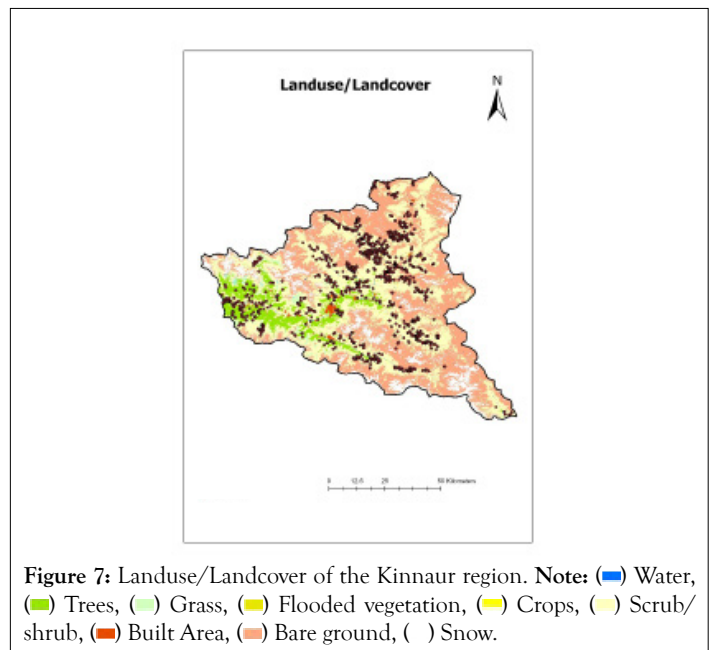 Landuse/Landcover
N
0 12.5 25 50 Kilometers
Figure 7: Landuse/Landcover of the Kinnaur region. Note: ( ) Water,
( ) Trees, ( ) Grass, ( ) Flooded vegetation, ( ) Crops, ( ) Scrub/
shrub, ( ) Built Area, ( ) Bare ground, ( ) Snow.